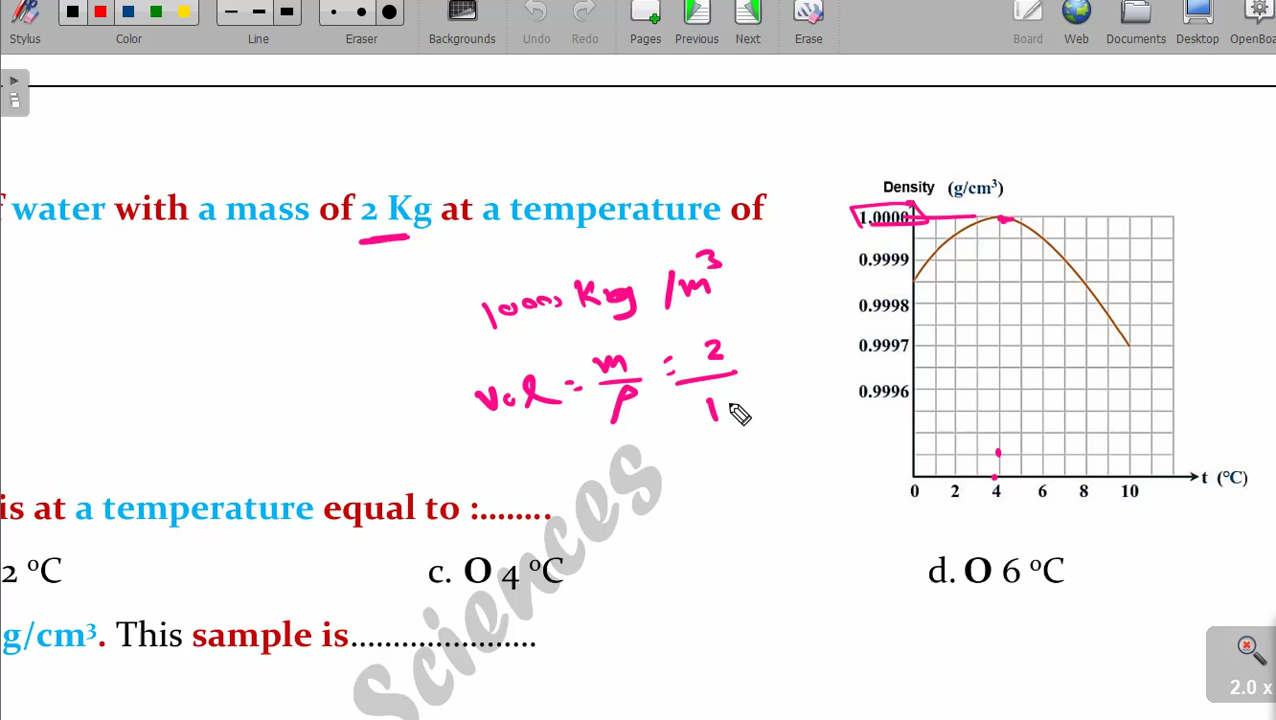 Stylus Color Line Eraser Backgrounds Undo Redo Pages Previous Next Erase Board Web Documents Desktop OpenBoa
water with a mass of 2 Kg at a temperature of
1000 Kg /m³
Vol = m/ρ = 2/1
Density (g/cm³)
1.0000
0.9999
0.9998
0.9997
0.9996
0 2 4 6 8 10 t (°C)
is at a temperature equal to :........
2 °C c. O 4 °C d. O 6 °C
g/cm³. This sample is......................
Sciences
2.0 x